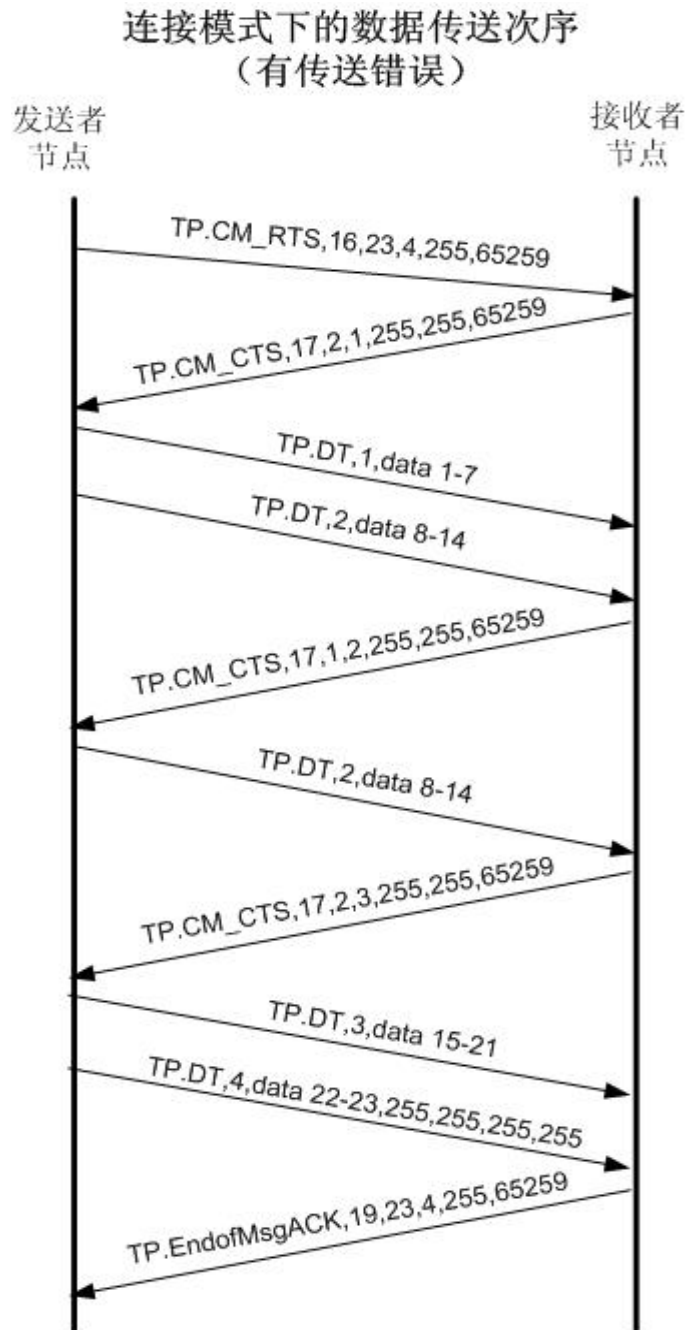 连接模式下的数据传送次序
（有传送错误）
发送者
节点
接收者
节点
TP.CM_RTS,16,23,4,255,65259
TP.CM_CTS,17,2,1,255,255,65259
TP.DT,1,data 1-7
TP.DT,2,data 8-14
TP.CM_CTS,17,1,2,255,255,65259
TP.DT,2,data 8-14
TP.CM_CTS,17,2,3,255,255,65259
TP.DT,3,data 15-21
TP.DT,4,data 22-23,255,255,255,255
TP.EndofMsgACK,19,23,4,255,65259